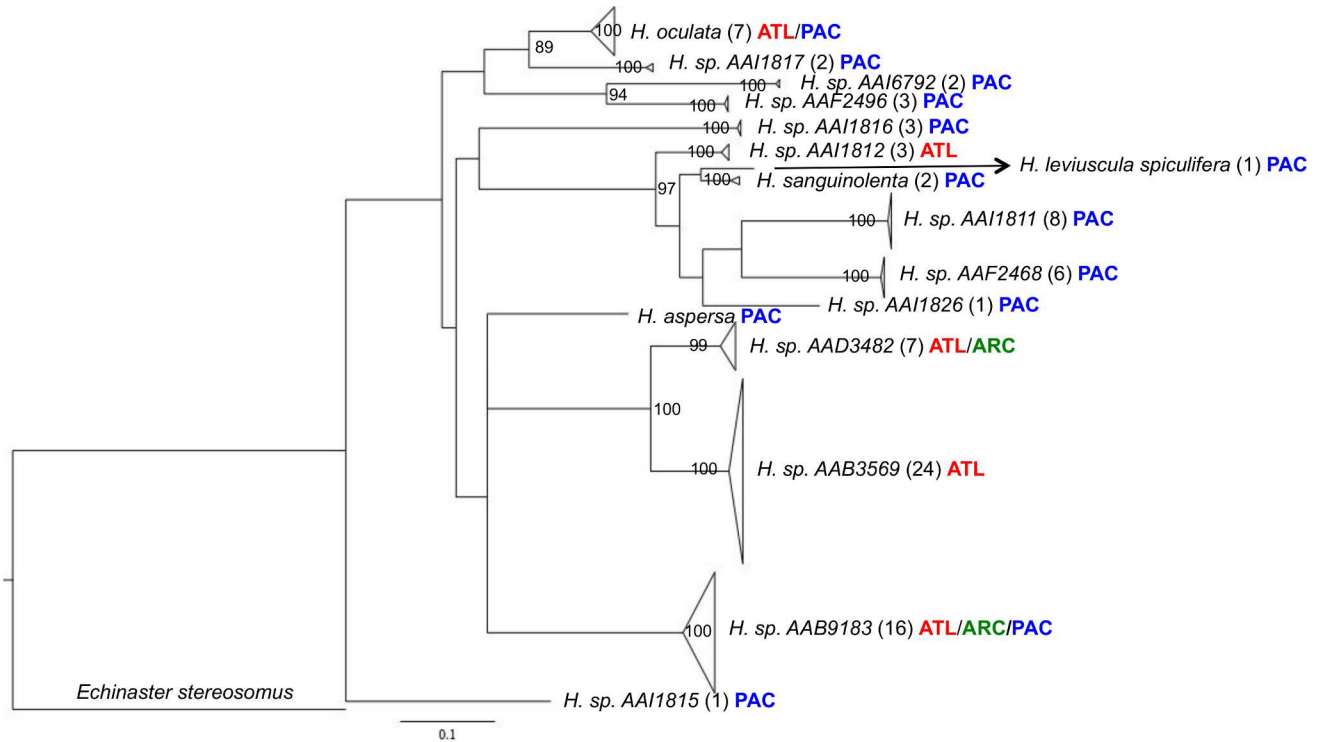 100 H. oculata (7) ATL/PAC
89
100 H. sp. AAI1817 (2) PAC
100 H. sp. AAI6792 (2) PAC
94
100 H. sp. AAF2496 (3) PAC
100 H. sp. AAI1816 (3) PAC
100 H. sp. AAI1812 (3) ATL
H. leviuscula spiculifera (1) PAC
100 H. sanguinolenta (2) PAC
97
100 H. sp. AAI1811 (8) PAC
100 H. sp. AAF2468 (6) PAC
H. sp. AAI1826 (1) PAC
H. aspersa PAC
99 H. sp. AAD3482 (7) ATL/ARC
100
100 H. sp. AAB3569 (24) ATL
100 H. sp. AAB9183 (16) ATL/ARC/PAC
Echinaster stereosomus
H. sp. AAI1815 (1) PAC
0.1